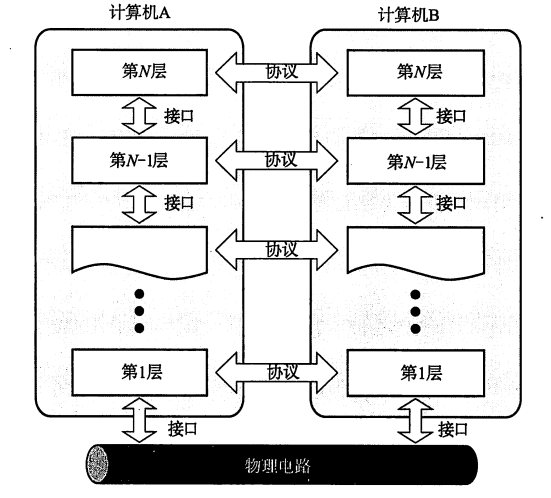 计算机A 计算机B
第N层 协议 第N层
接口 接口
第N-1层 协议 第N-1层
接口 接口
协议
第1层 协议 第1层
接口 接口
物理电路